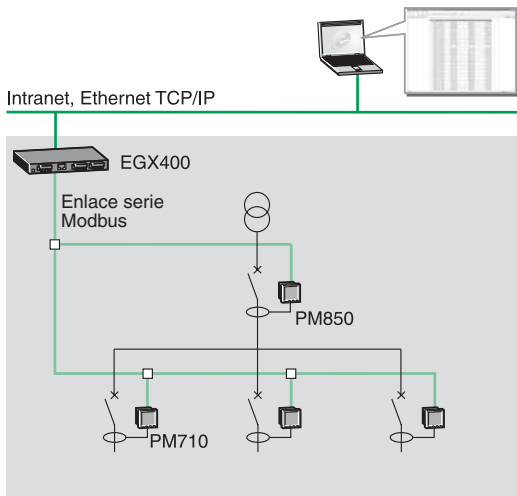 Intranet, Ethernet TCP/IP
EGX400
Enlace serie
Modbus
PM850
PM710